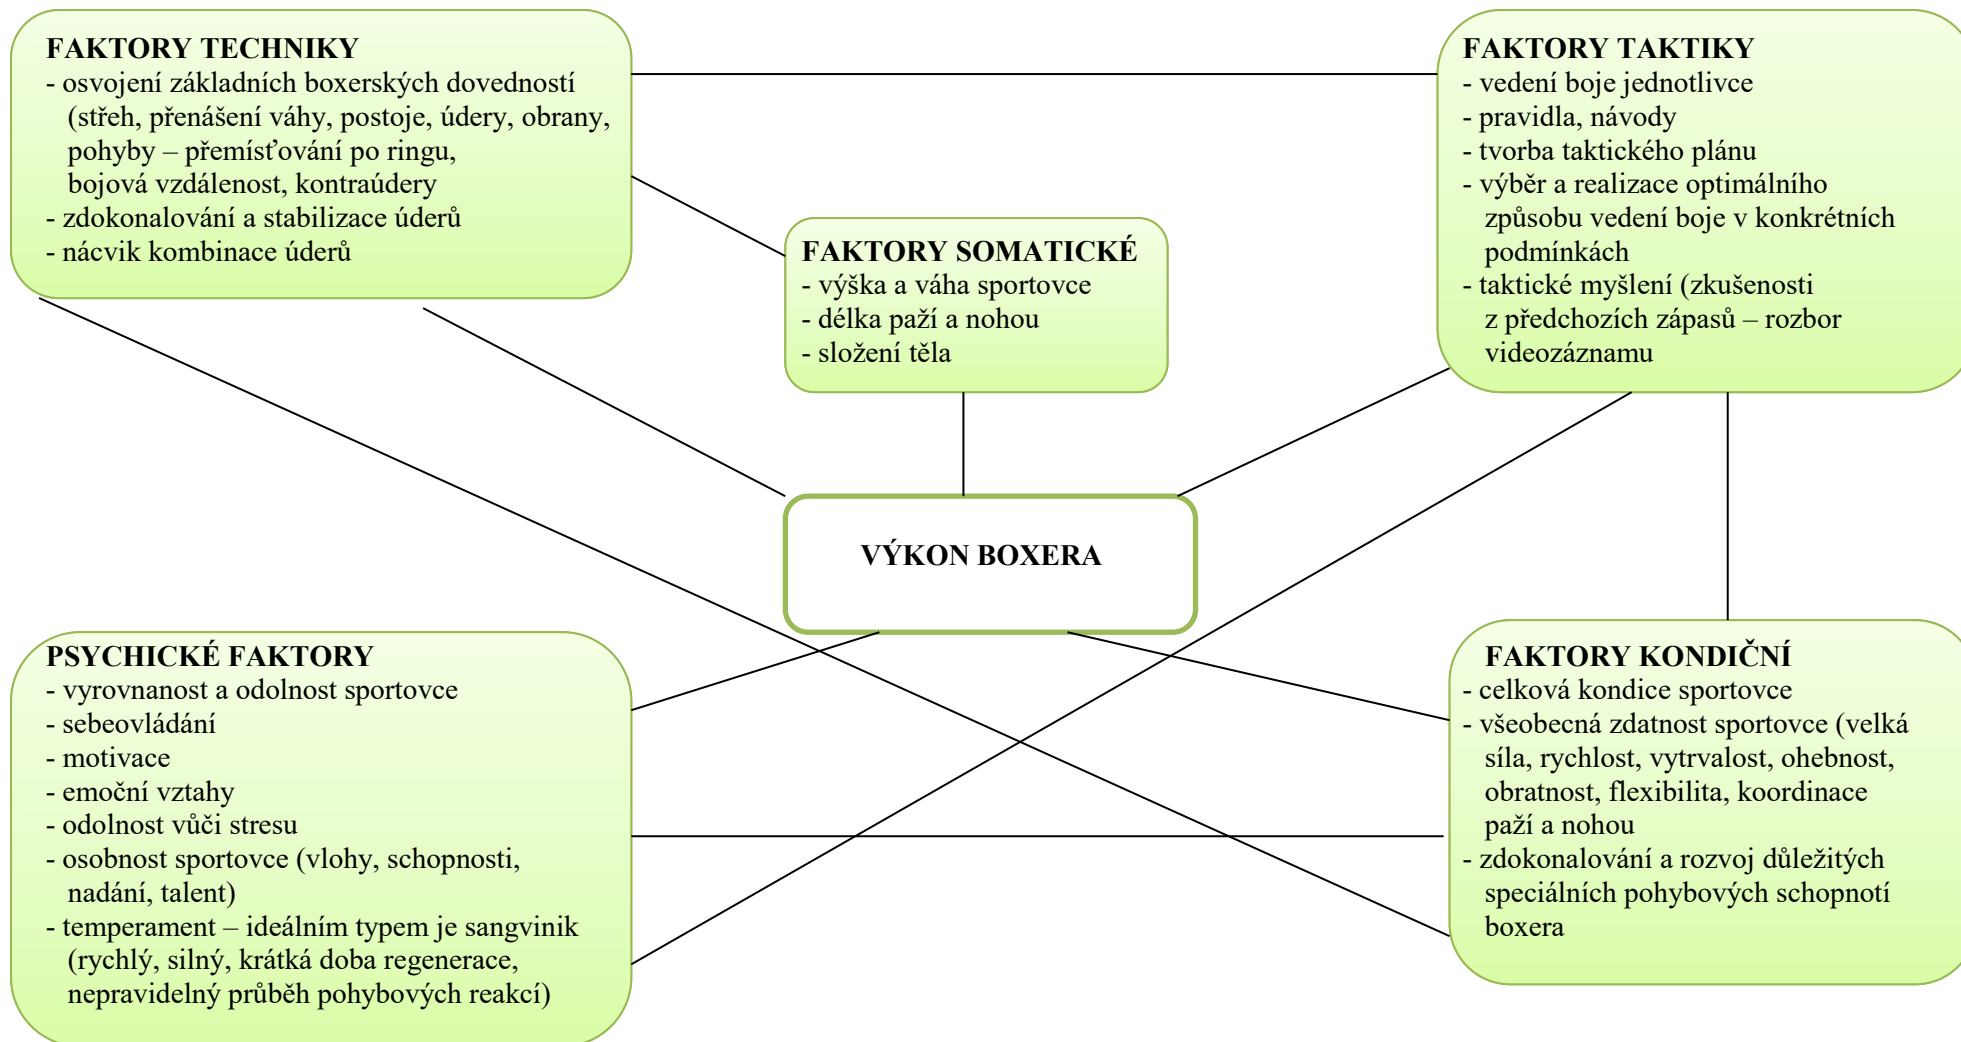 FAKTORY TECHNIKY
- osvojení základních boxerských dovedností
(střeh, přenášení váhy, postoje, údery, obrany,
pohyby – přemísťování po ringu,
bojová vzdálenost, kontraúdery
- zdokonalování a stabilizace úderů
- nácvik kombinace úderů
FAKTORY TAKTIKY
- vedení boje jednotlivce
- pravidla, návody
- tvorba taktického plánu
- výběr a realizace optimálního
způsobu vedení boje v konkrétních
podmínkách
- taktické myšlení (zkušenosti
z předchozích zápasů – rozbor
videozáznamu
FAKTORY SOMATICKÉ
- výška a váha sportovce
- délka paží a nohou
- složení těla
VÝKON BOXERA
PSYCHICKÉ FAKTORY
- vyrovnanost a odolnost sportovce
- sebeovládání
- motivace
- emoční vztahy
- odolnost vůči stresu
- osobnost sportovce (vlohy, schopnosti,
nadání, talent)
- temperament – ideálním typem je sangvinik
(rychlý, silný, krátká doba regenerace,
nepravidelný průběh pohybových reakcí)
FAKTORY KONDIČNÍ
- celková kondice sportovce
- všeobecná zdatnost sportovce (velká
síla, rychlost, vytrvalost, ohebnost,
obratnost, flexibilita, koordinace
paží a nohou
- zdokonalování a rozvoj důležitých
speciálních pohybových schopnotí
boxera